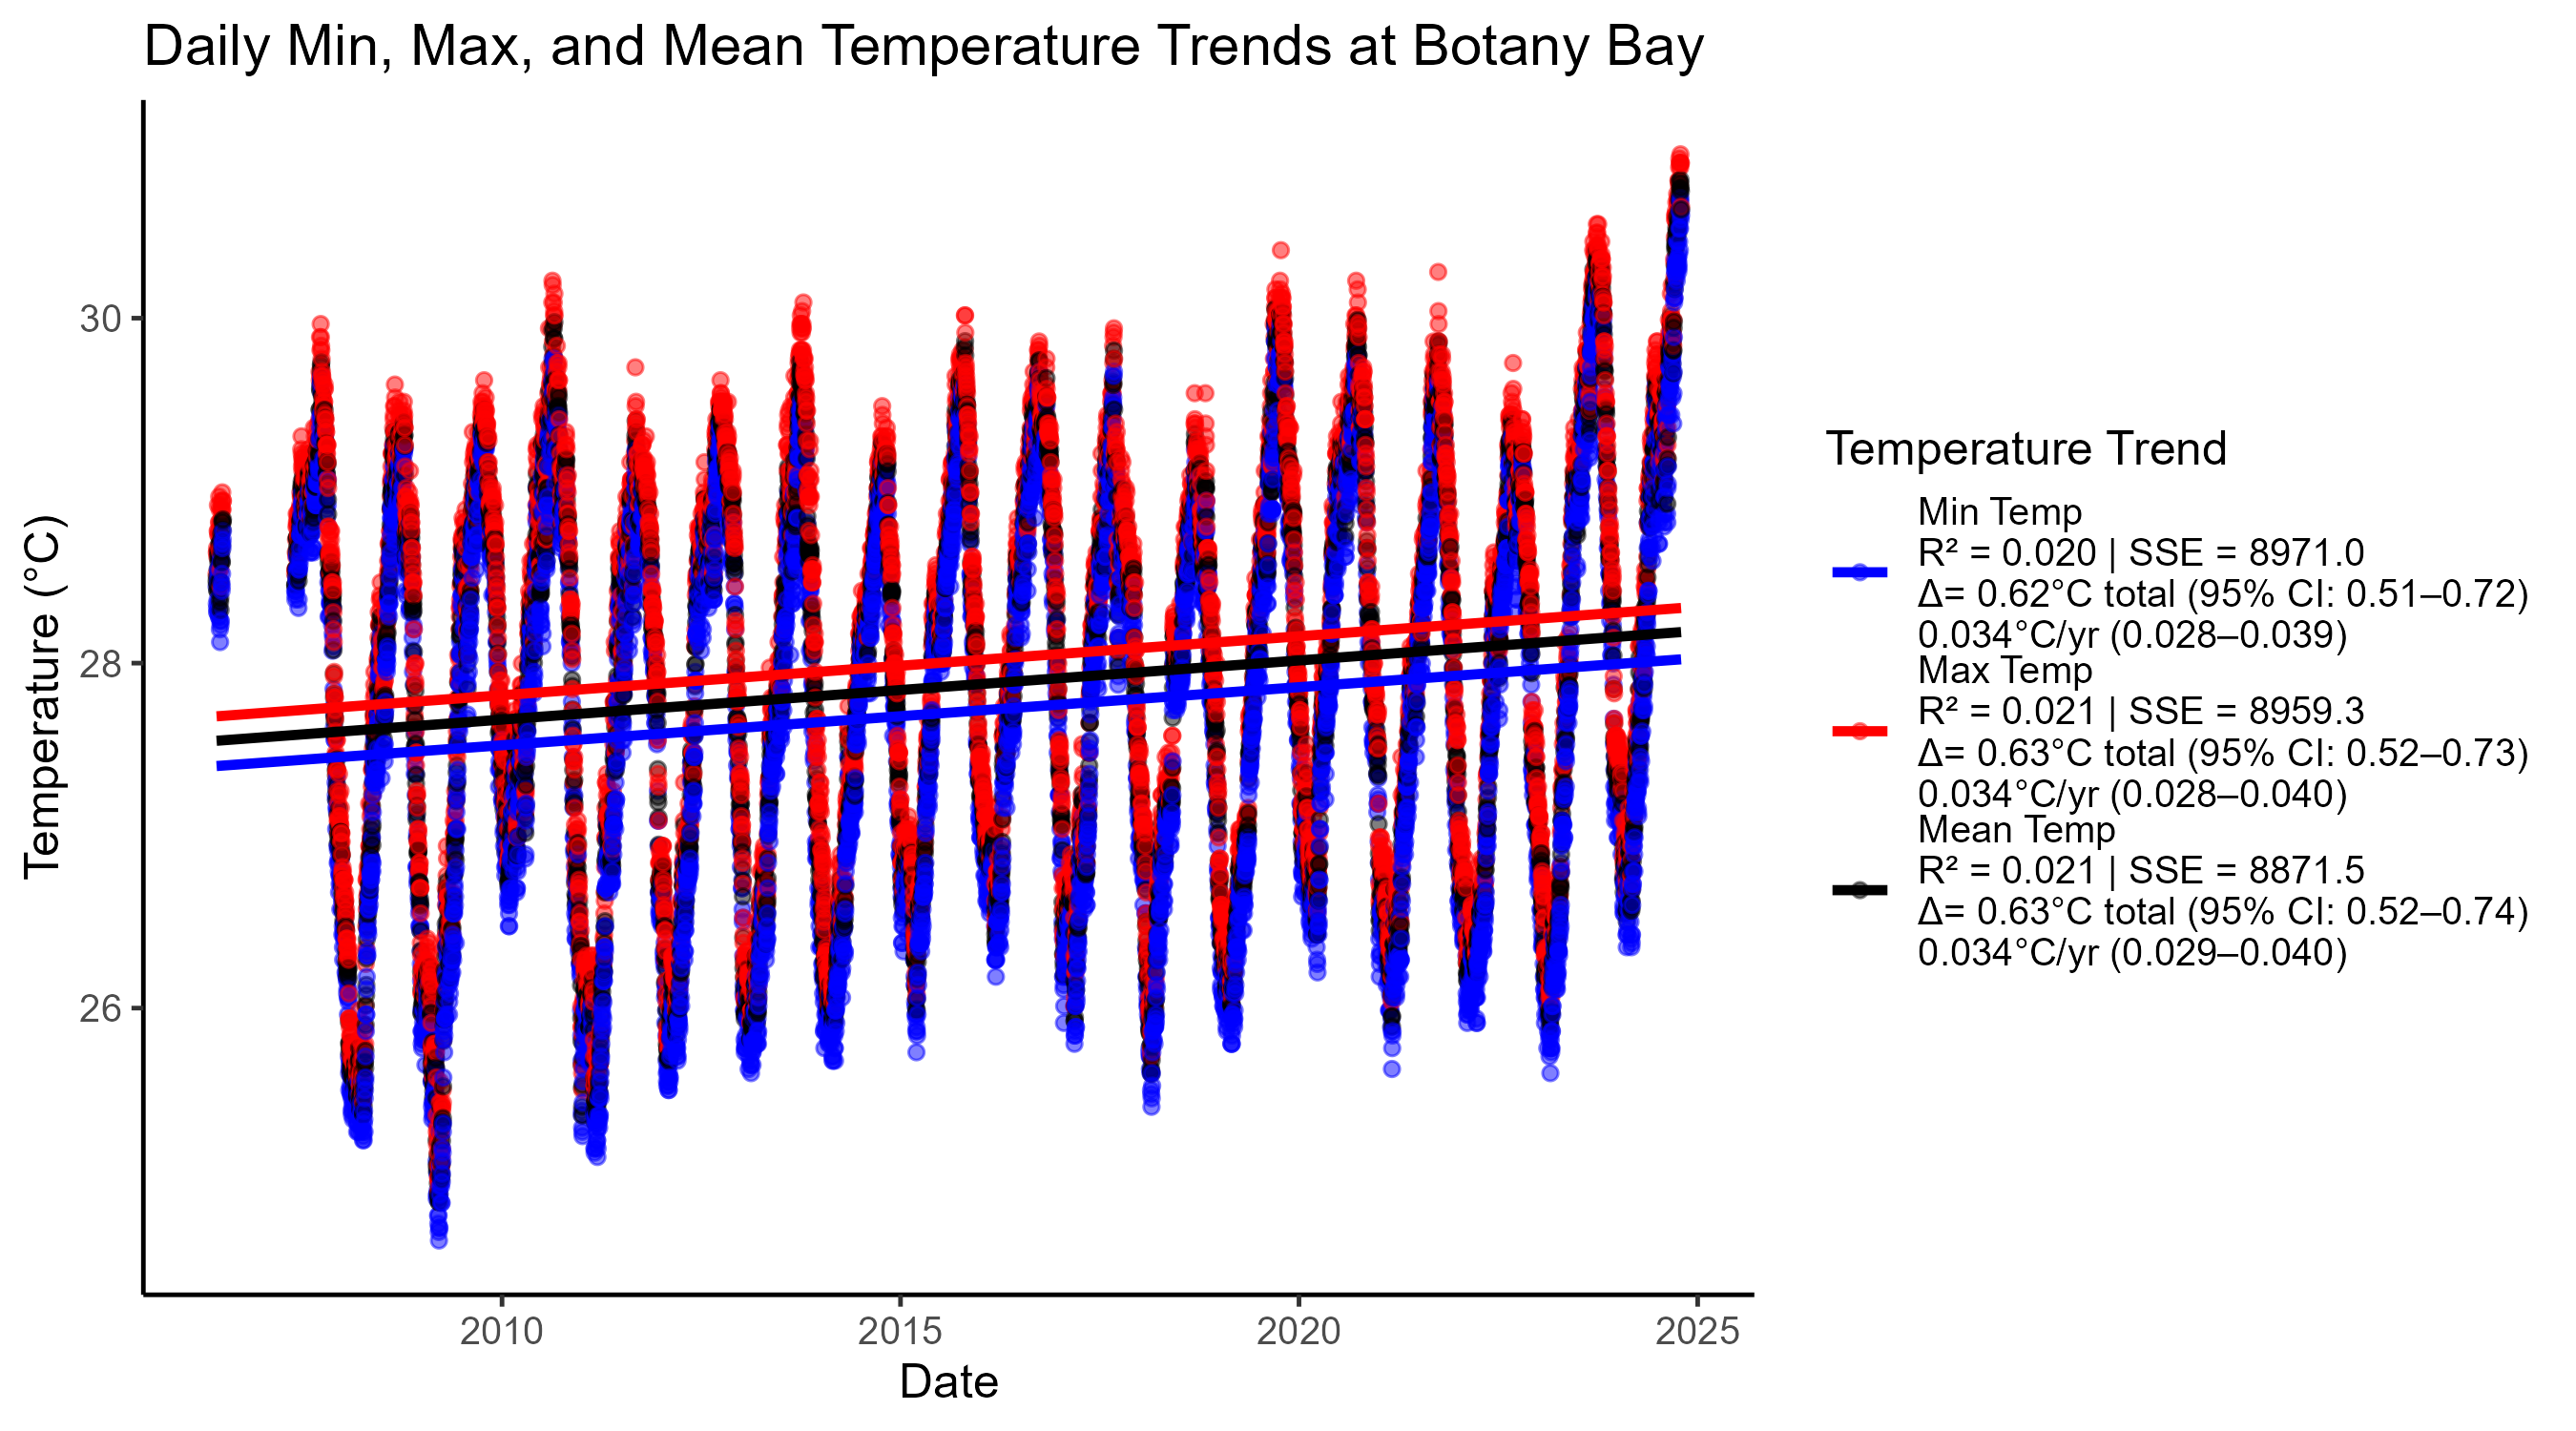 Daily Min, Max, and Mean Temperature Trends at Botany Bay
Temperature (°C)
30
28
26
2010
2015
2020
2025
Date
Temperature Trend
Min Temp
R² = 0.020 | SSE = 8971.0
Δ= 0.62°C total (95% CI: 0.51–0.72)
0.034°C/yr (0.028–0.039)
Max Temp
R² = 0.021 | SSE = 8959.3
Δ= 0.63°C total (95% CI: 0.52–0.73)
0.034°C/yr (0.028–0.040)
Mean Temp
R² = 0.021 | SSE = 8871.5
Δ= 0.63°C total (95% CI: 0.52–0.74)
0.034°C/yr (0.029–0.040)